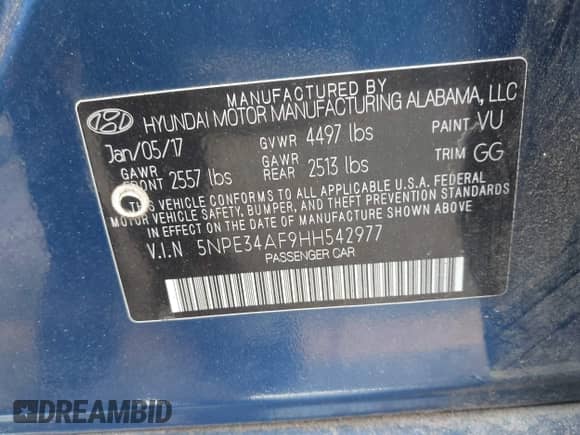 MANUFACTURED BY
HYUNDAI MOTOR MANUFACTURING ALABAMA, LLC
Jan/05/17 GVWR 4497 lbs PAINT VU
GAWR FRONT 2557 lbs GAWR REAR 2513 lbs TRIM GG
THIS VEHICLE CONFORMS TO ALL APPLICABLE U.S.A. FEDERAL
MOTOR VEHICLE SAFETY, BUMPER, AND THEFT PREVENTION STANDARDS
IN EFFECT ON THE DATE OF MANUFACTURE SHOWN ABOVE.
V.I.N 5NPE34AF9HH542977
PASSENGER CAR
DREAMBID